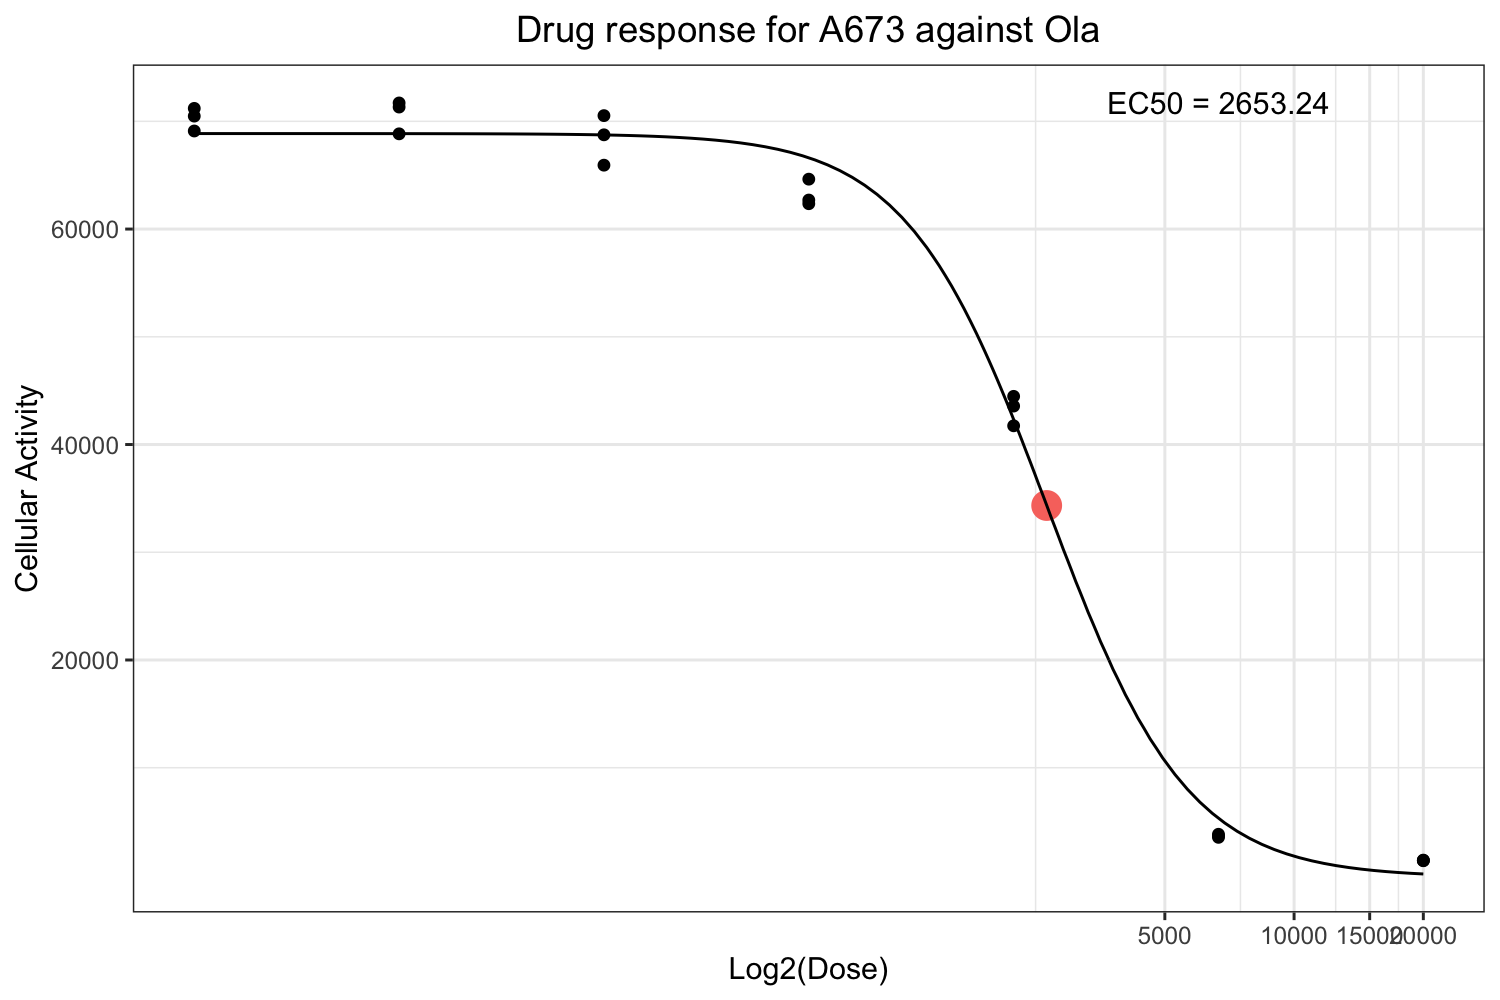 Drug response for A673 against Ola
EC50 = 2653.24
60000
40000
20000
Cellular Activity
5000 10000 15000 20000
Log2(Dose)